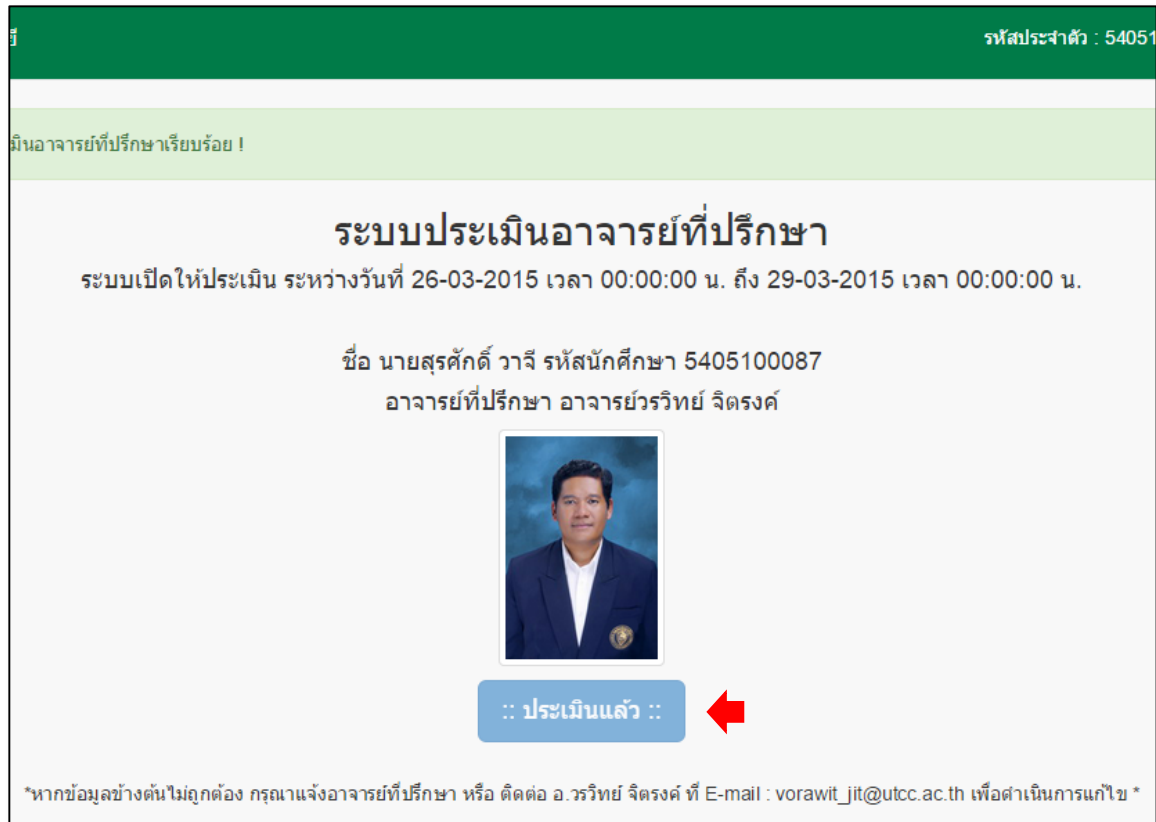 รหัสประจำตัว : 54051
มินอาจารย์ที่ปรึกษาเรียบร้อย !
ระบบประเมินอาจารย์ที่ปรึกษา
ระบบเปิดให้ประเมิน ระหว่างวันที่ 26-03-2015 เวลา 00:00:00 น. ถึง 29-03-2015 เวลา 00:00:00 น.
ชื่อ นายสุรศักดิ์ วาจี รหัสนักศึกษา 5405100087
อาจารย์ที่ปรึกษา อาจารย์วรวิทย์ จิตรงค์
:: ประเมินแล้ว ::
*หากข้อมูลข้างต้นไม่ถูกต้อง กรุณาแจ้งอาจารย์ที่ปรึกษา หรือ ติดต่อ อ.วรวิทย์ จิตรงค์ ที่ E-mail : vorawit_jit@utcc.ac.th เพื่อดำเนินการแก้ไข *